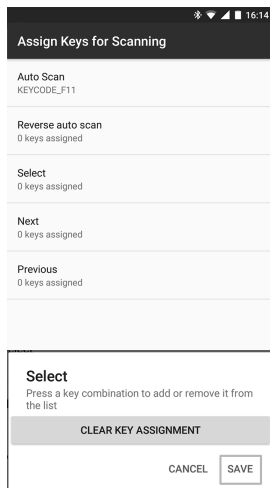 16:14
Assign Keys for Scanning
Auto Scan
KEYCODE_F11
Reverse auto scan
0 keys assigned
Select
0 keys assigned
Next
0 keys assigned
Previous
0 keys assigned
Select
Press a key combination to add or remove it from
the list
CLEAR KEY ASSIGNMENT
CANCEL SAVE